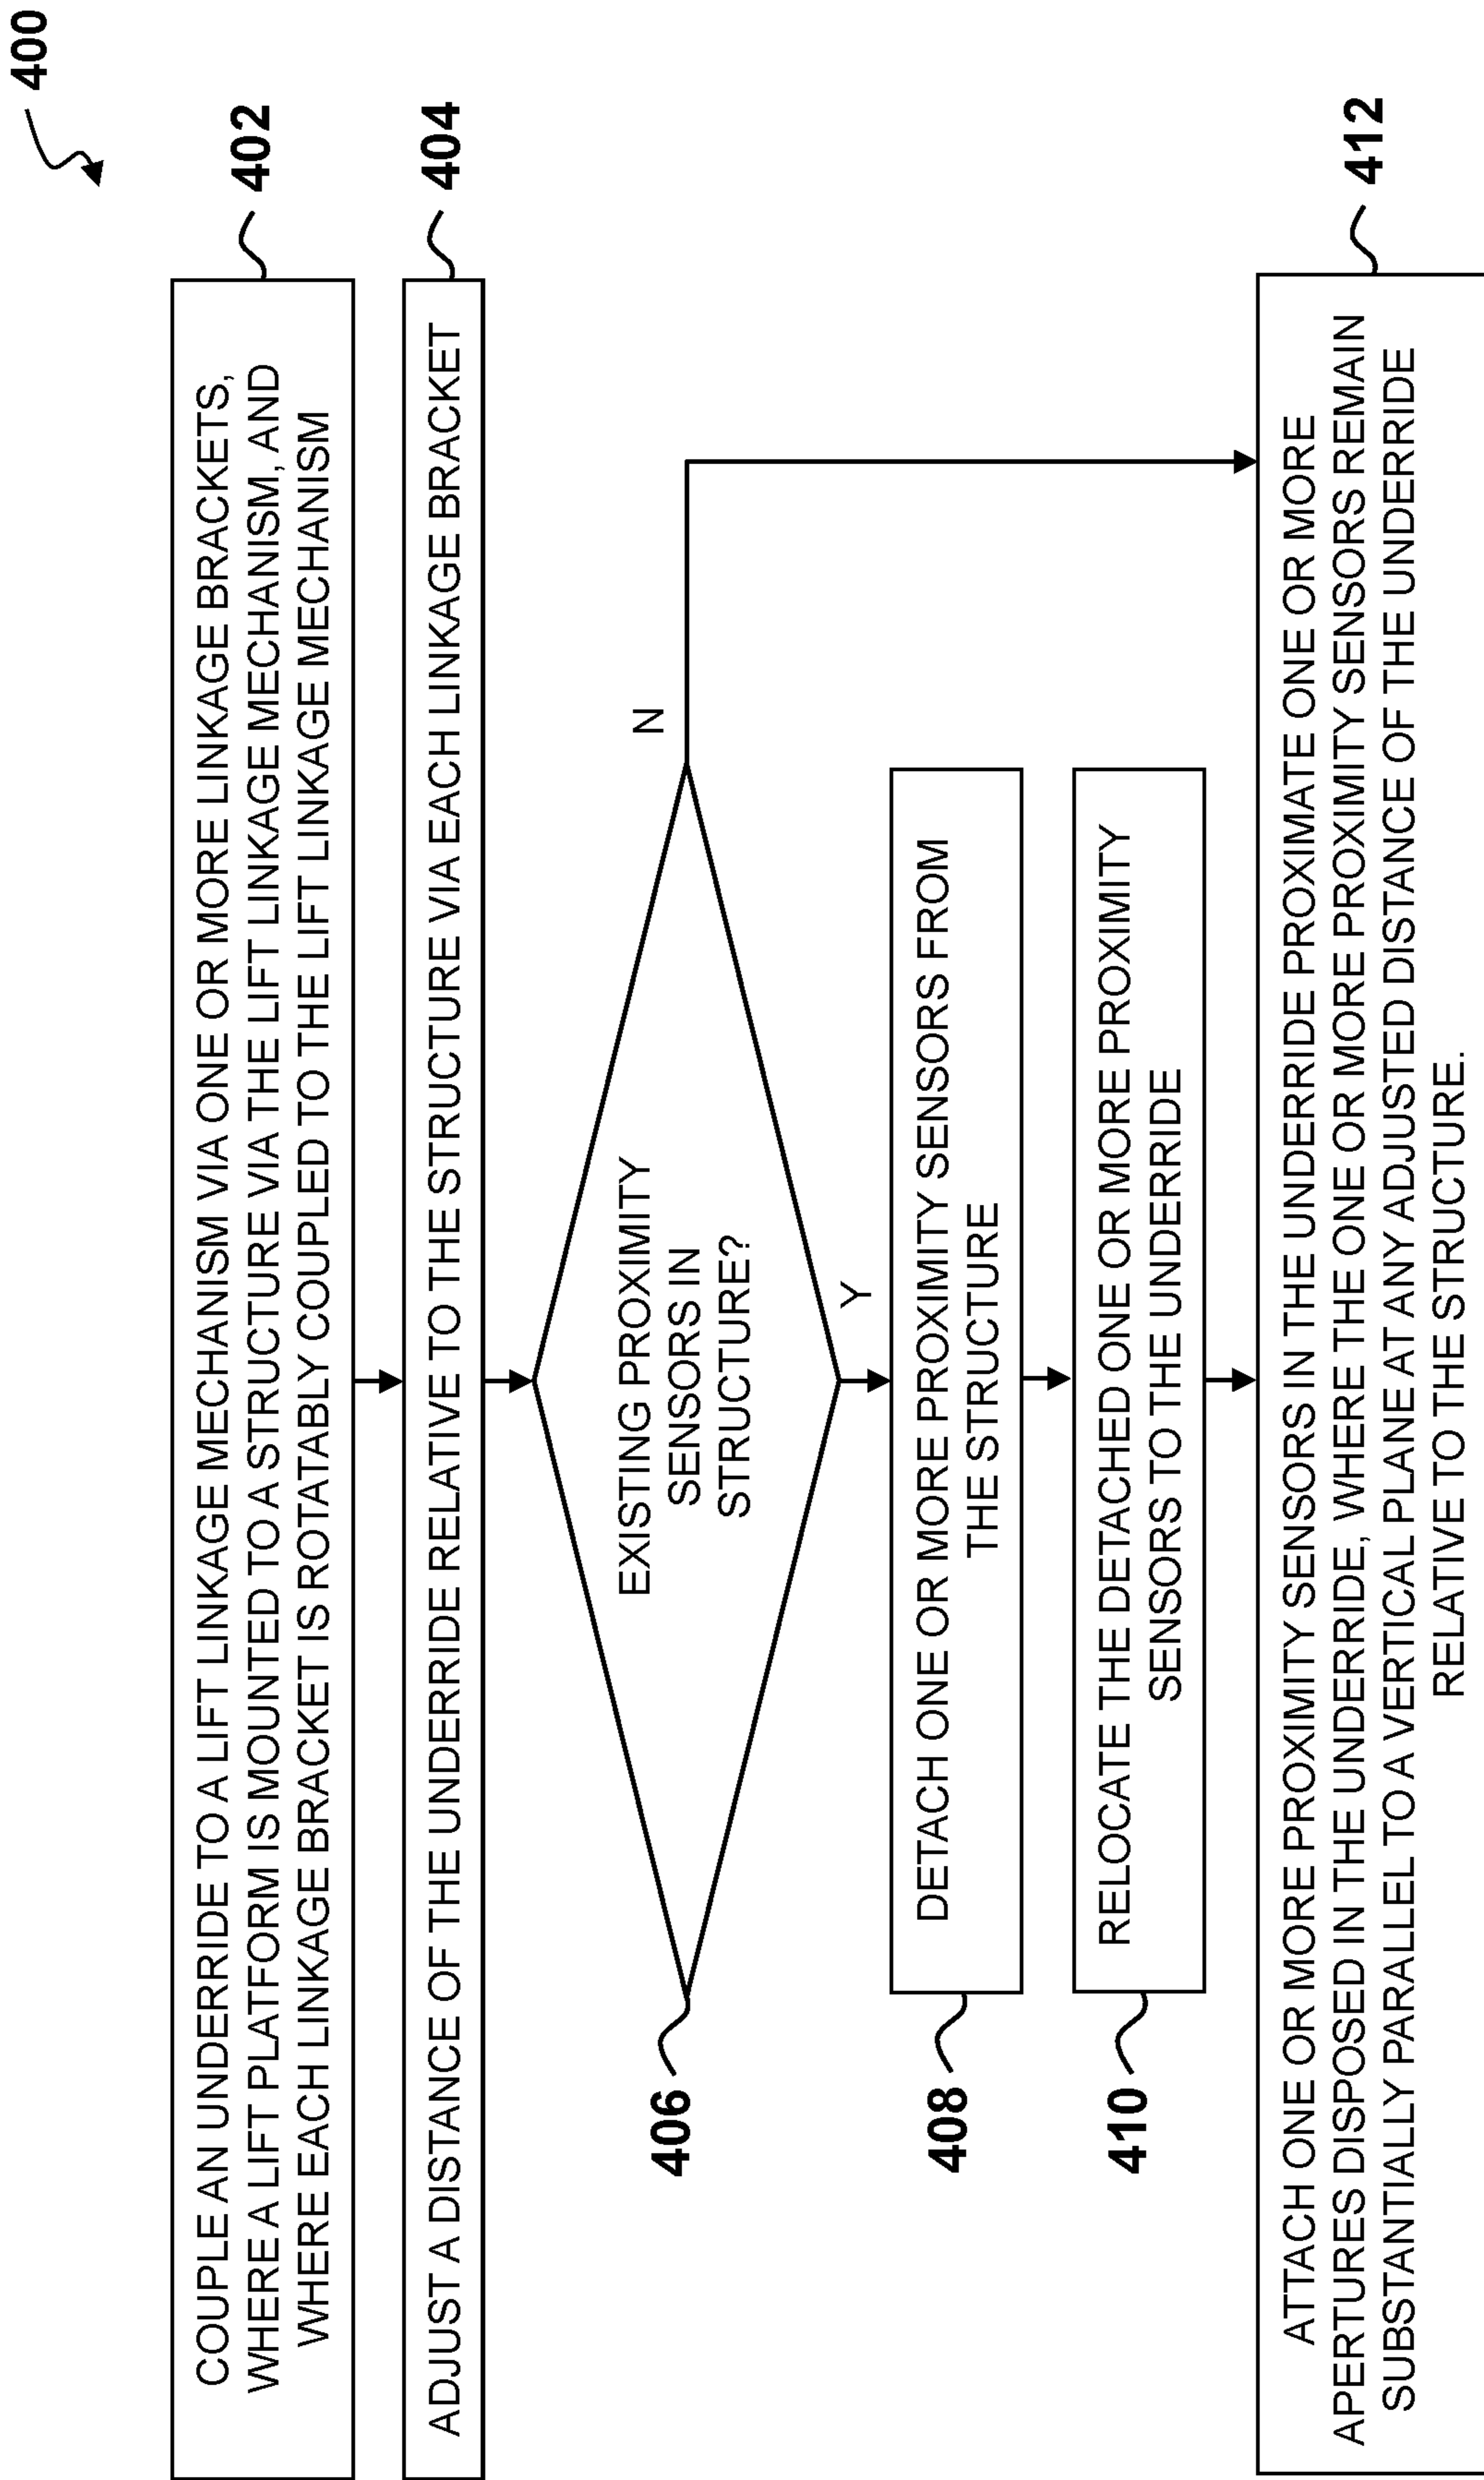 400
402
COUPLE AN UNDERRIDE TO A LIFT LINKAGE MECHANISM VIA ONE OR MORE LINKAGE BRACKETS,
WHERE A LIFT PLATFORM IS MOUNTED TO A STRUCTURE VIA THE LIFT LINKAGE MECHANISM, AND
WHERE EACH LINKAGE BRACKET IS ROTATABLY COUPLED TO THE LIFT LINKAGE MECHANISM
404
ADJUST A DISTANCE OF THE UNDERRIDE RELATIVE TO THE STRUCTURE VIA EACH LINKAGE BRACKET
406
EXISTING PROXIMITY
SENSORS IN
STRUCTURE?
N
Y
408
DETACH ONE OR MORE PROXIMITY SENSORS FROM
THE STRUCTURE
410
RELOCATE THE DETACHED ONE OR MORE PROXIMITY
SENSORS TO THE UNDERRIDE
412
ATTACH ONE OR MORE PROXIMITY SENSORS IN THE UNDERRIDE PROXIMATE ONE OR MORE
APERTURES DISPOSED IN THE UNDERRIDE, WHERE THE ONE OR MORE PROXIMITY SENSORS REMAIN
SUBSTANTIALLY PARALLEL TO A VERTICAL PLANE AT ANY ADJUSTED DISTANCE OF THE UNDERRIDE
RELATIVE TO THE STRUCTURE.